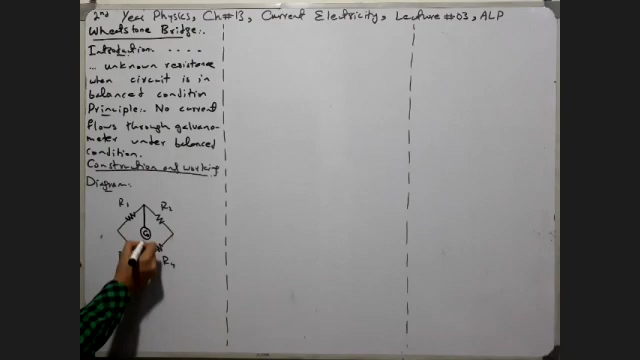 2nd Year Physics, Ch#13, Current Electricity, Lecture #03, ALP
Wheatstone Bridge:.
Introduction. ....
... unknown resistance
when circuit is in
balanced condition
Principle:. No current
flows through galvano-
meter under balanced
condition.
Construction and working
Diagram:
R1 R2
G
R4